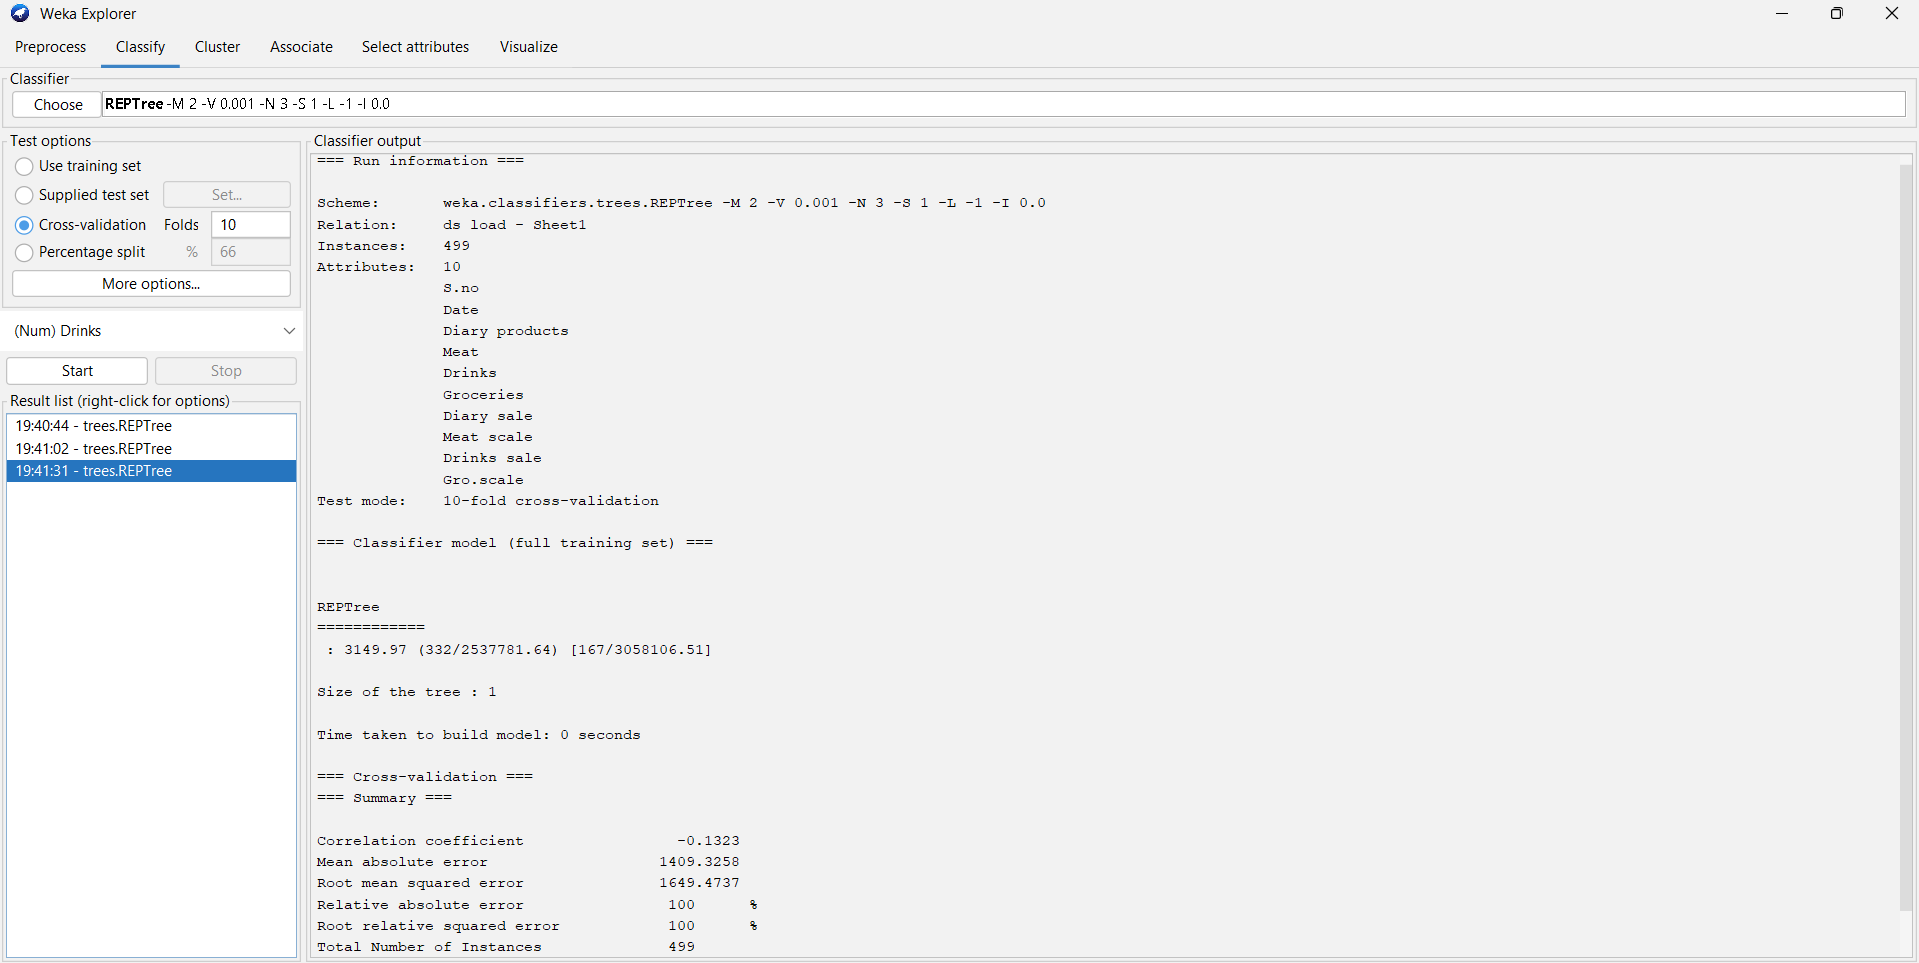 Weka Explorer
Preprocess Classify Cluster Associate Select attributes Visualize
Classifier
Choose REPTree -M 2 -V 0.001 -N 3 -S 1 -L -1 -I 0.0
Test options
Use training set
Supplied test set Set...
Cross-validation Folds 10
Percentage split % 66
More options...
(Num) Drinks
Start Stop
Result list (right-click for options)
19:40:44 - trees.REPTree
19:41:02 - trees.REPTree
19:41:31 - trees.REPTree
Classifier output
=== Run information ===
Scheme: weka.classifiers.trees.REPTree -M 2 -V 0.001 -N 3 -S 1 -L -1 -I 0.0
Relation: ds load - Sheet1
Instances: 499
Attributes: 10
S.no
Date
Diary products
Meat
Drinks
Groceries
Diary sale
Meat scale
Drinks sale
Gro.scale
Test mode: 10-fold cross-validation
=== Classifier model (full training set) ===
REPTree
============
: 3149.97 (332/2537781.64) [167/3058106.51]
Size of the tree : 1
Time taken to build model: 0 seconds
=== Cross-validation ===
=== Summary ===
Correlation coefficient -0.1323
Mean absolute error 1409.3258
Root mean squared error 1649.4737
Relative absolute error 100 %
Root relative squared error 100 %
Total Number of Instances 499